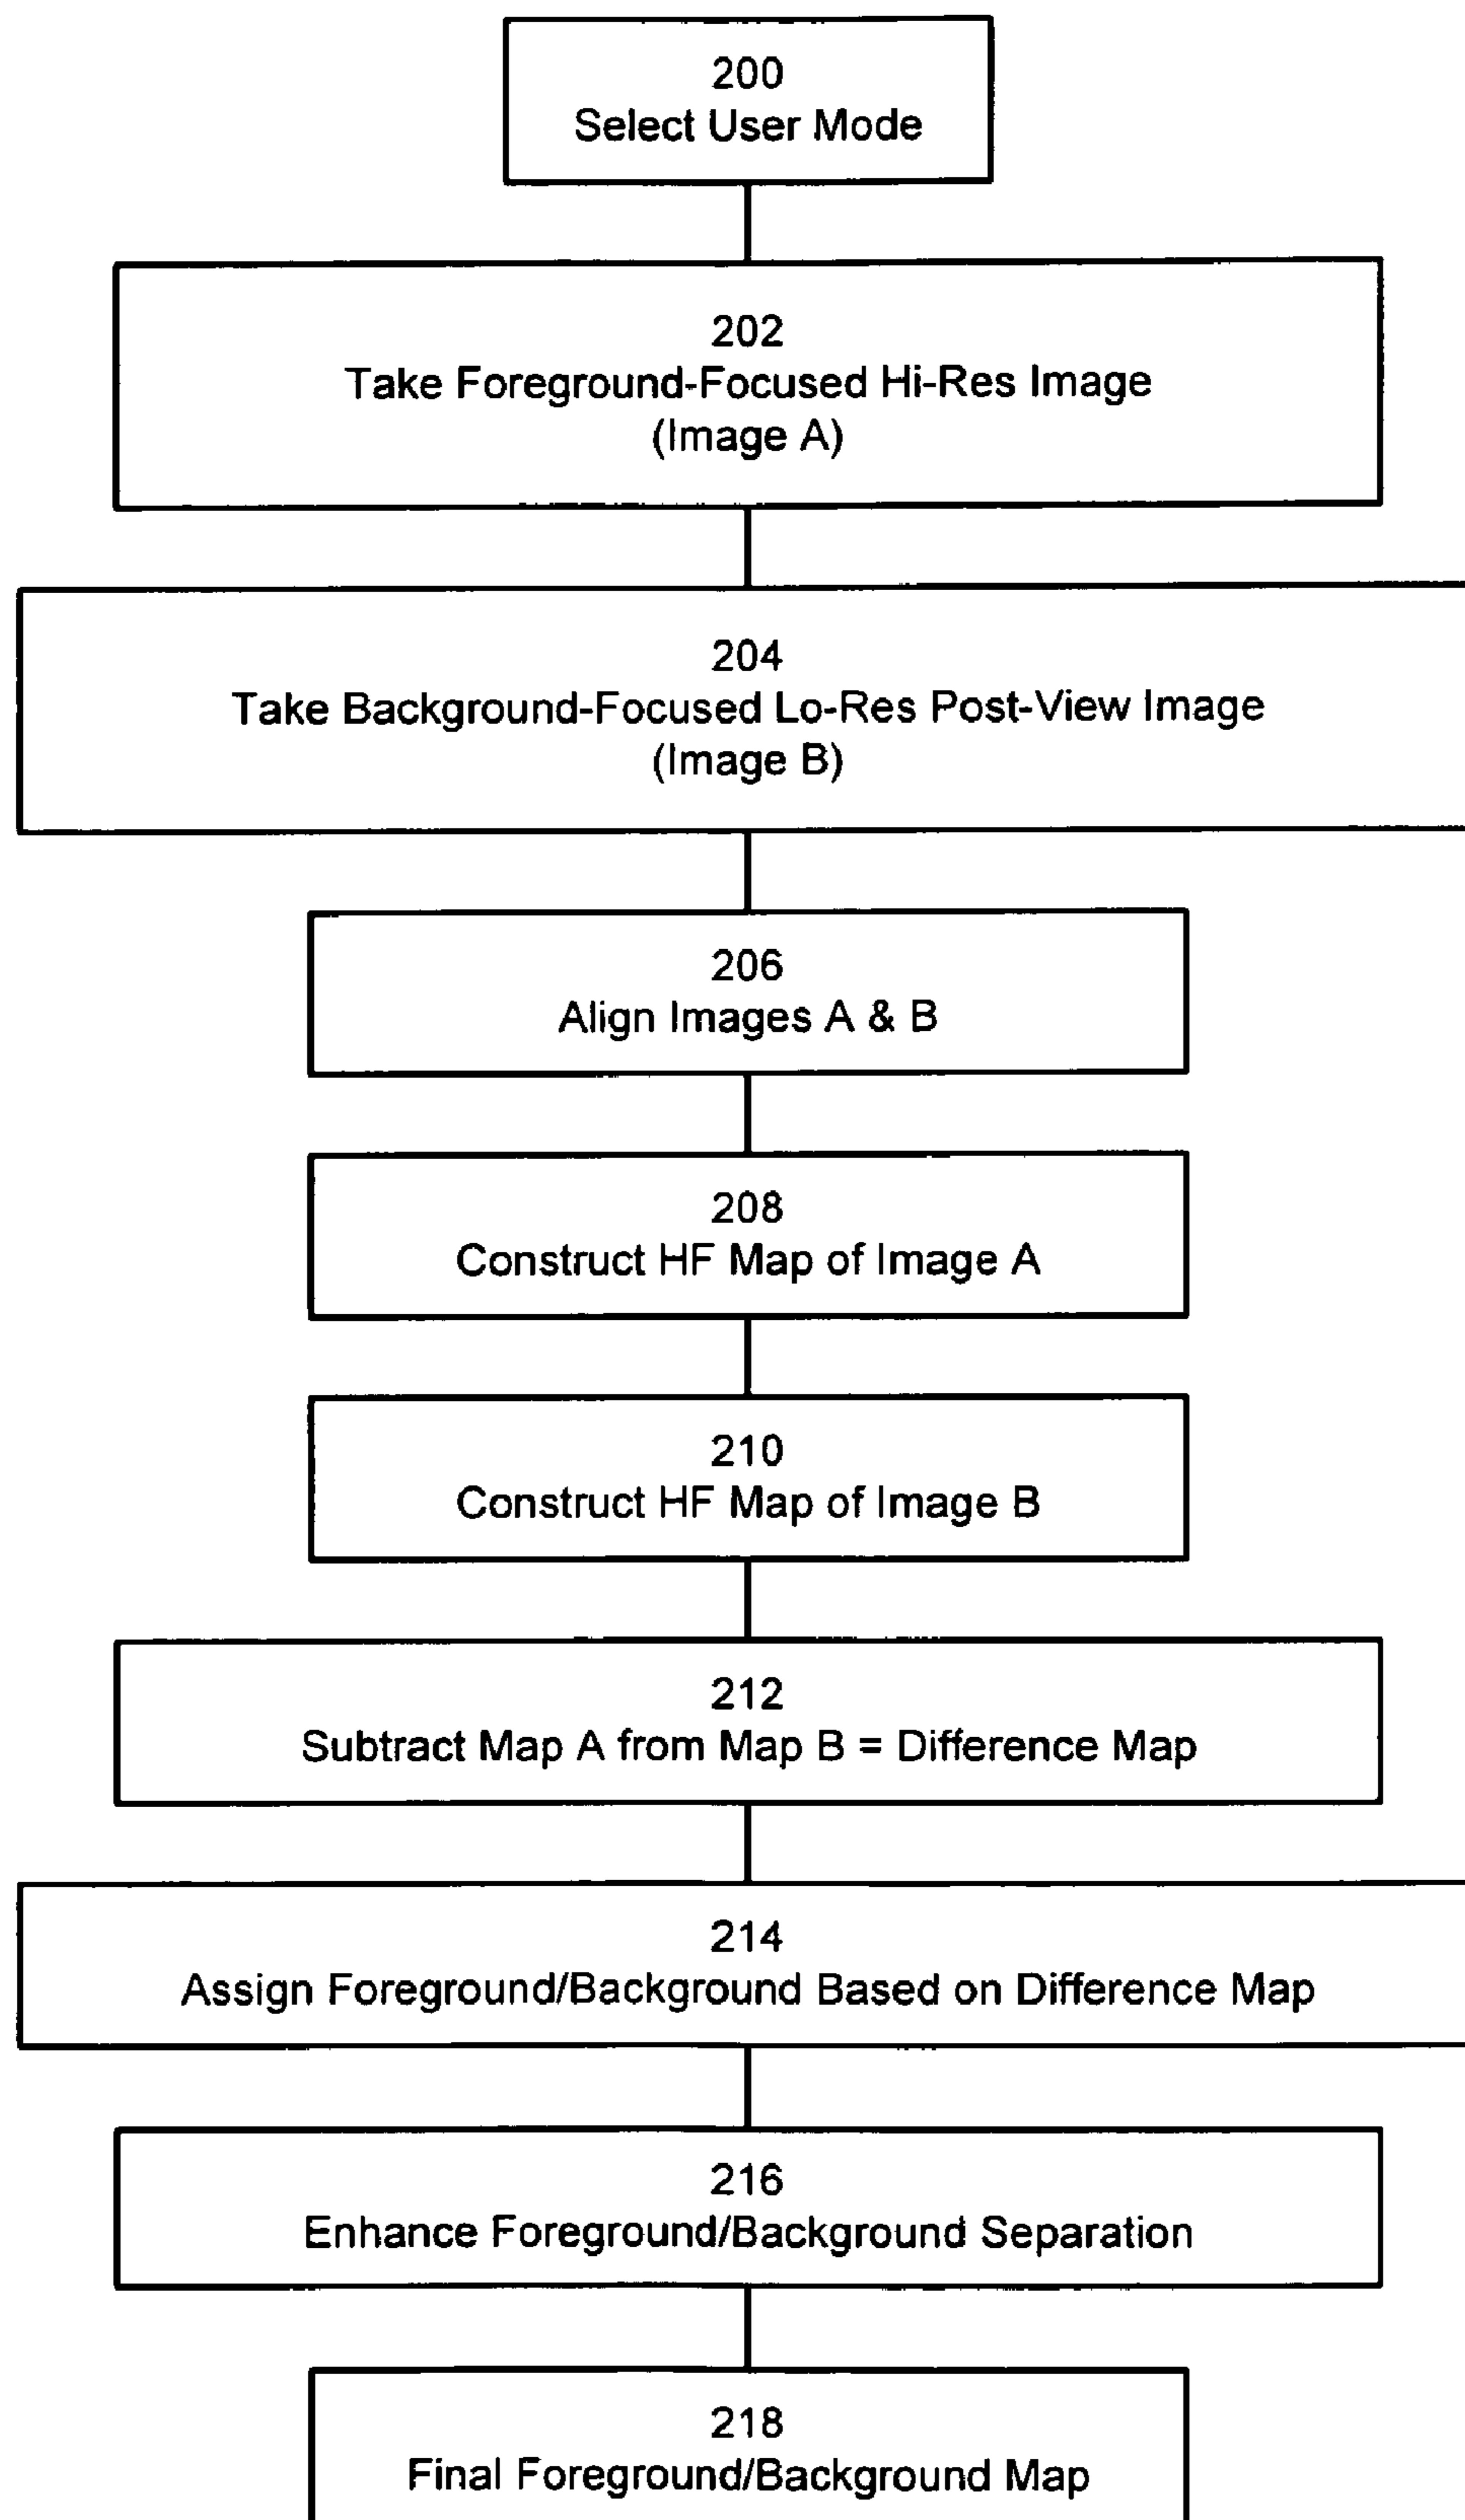 200
Select User Mode
202
Take Foreground-Focused Hi-Res Image
(Image A)
204
Take Background-Focused Lo-Res Post-View Image
(Image B)
206
Align Images A & B
208
Construct HF Map of Image A
210
Construct HF Map of Image B
212
Subtract Map A from Map B = Difference Map
214
Assign Foreground/Background Based on Difference Map
216
Enhance Foreground/Background Separation
218
Final Foreground/Background Map